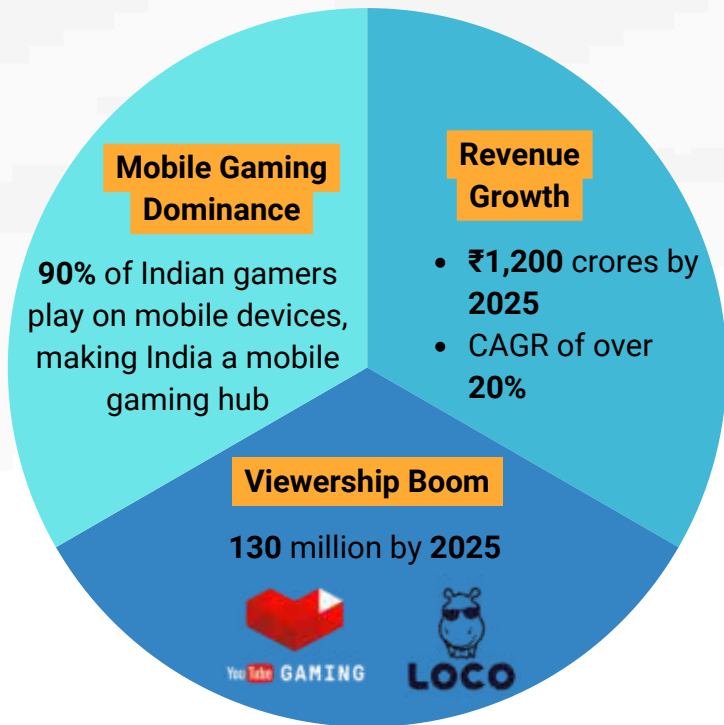 Mobile Gaming
Dominance
90% of Indian gamers
play on mobile devices,
making India a mobile
gaming hub
Revenue
Growth
• ₹1,200 crores by
2025
• CAGR of over
20%
Viewership Boom
130 million by 2025
YouTube GAMING
LOCO